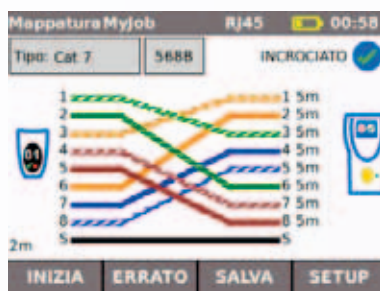 Mappatura MyJob RJ45 00:58
Tipo: Cat 7 568B INCROCIATO
1 1 5m
2 2 5m
3 3 5m
4 4 5m
5 5 5m
6 6 5m
7 7 5m
8 8 5m
S S
2m
INIZIA ERRATO SALVA SETUP